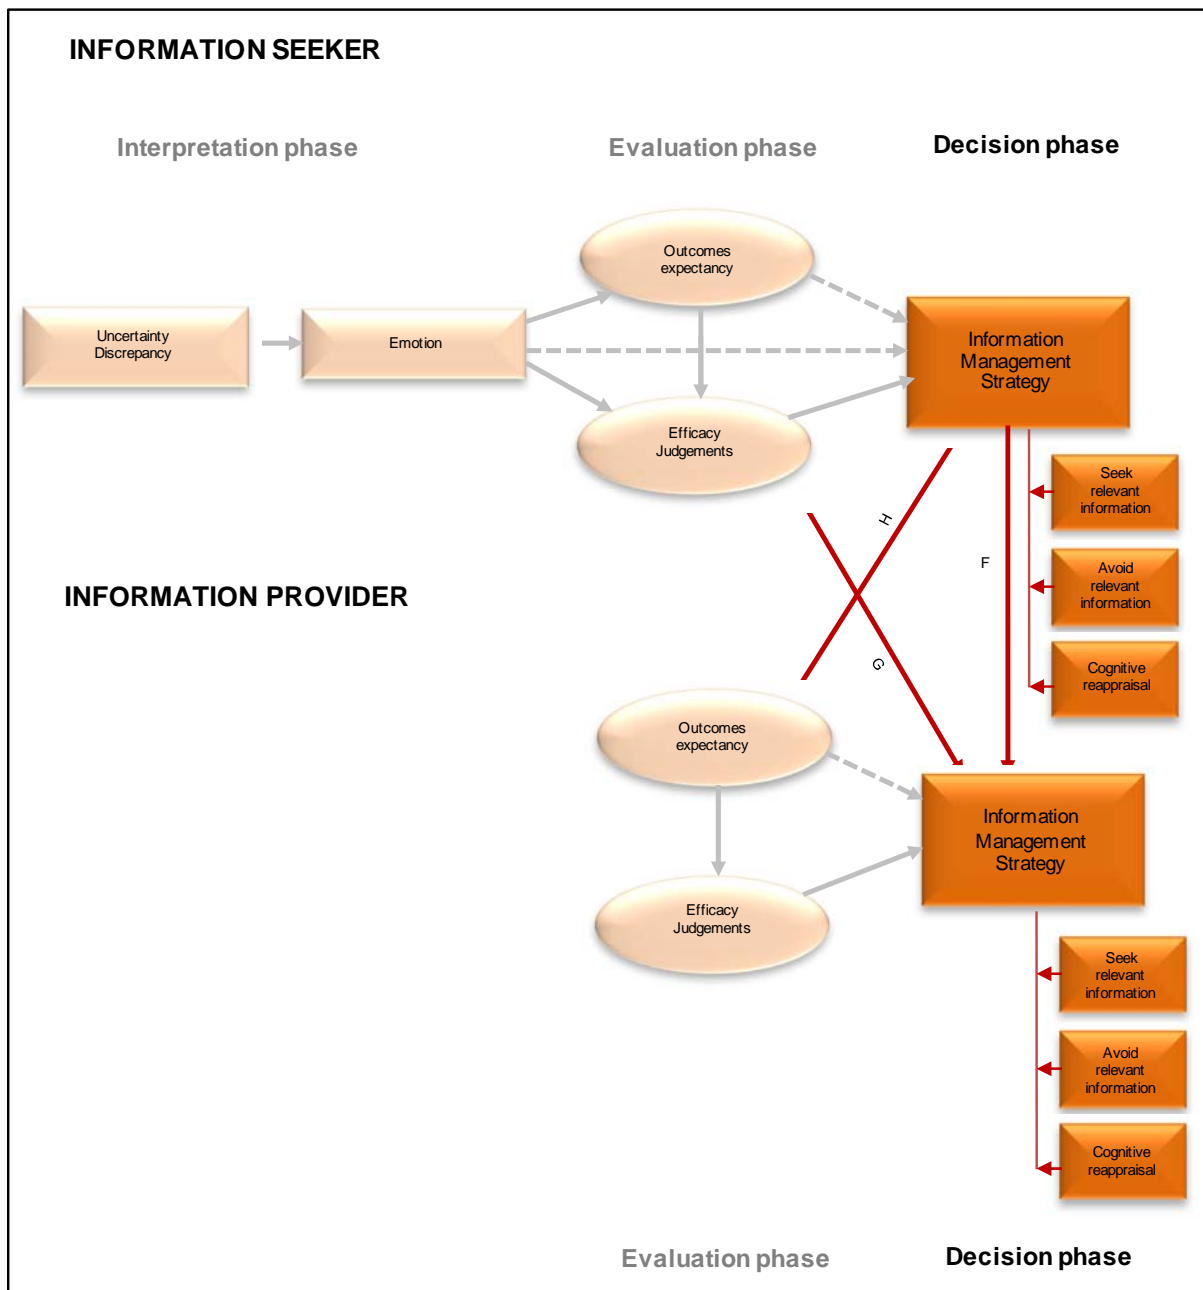 INFORMATION SEEKER
Interpretation phase
Evaluation phase
Decision phase
Outcomes
expectancy
Uncertainty
Discrepancy
Emotion
Information
Management
Strategy
Efficacy
Judgements
Seek
relevant
information
H
F
Avoid
relevant
information
INFORMATION PROVIDER
G
Cognitive
reappraisal
Outcomes
expectancy
Information
Management
Strategy
Efficacy
Judgements
Seek
relevant
information
Avoid
relevant
information
Cognitive
reappraisal
Evaluation phase
Decision phase